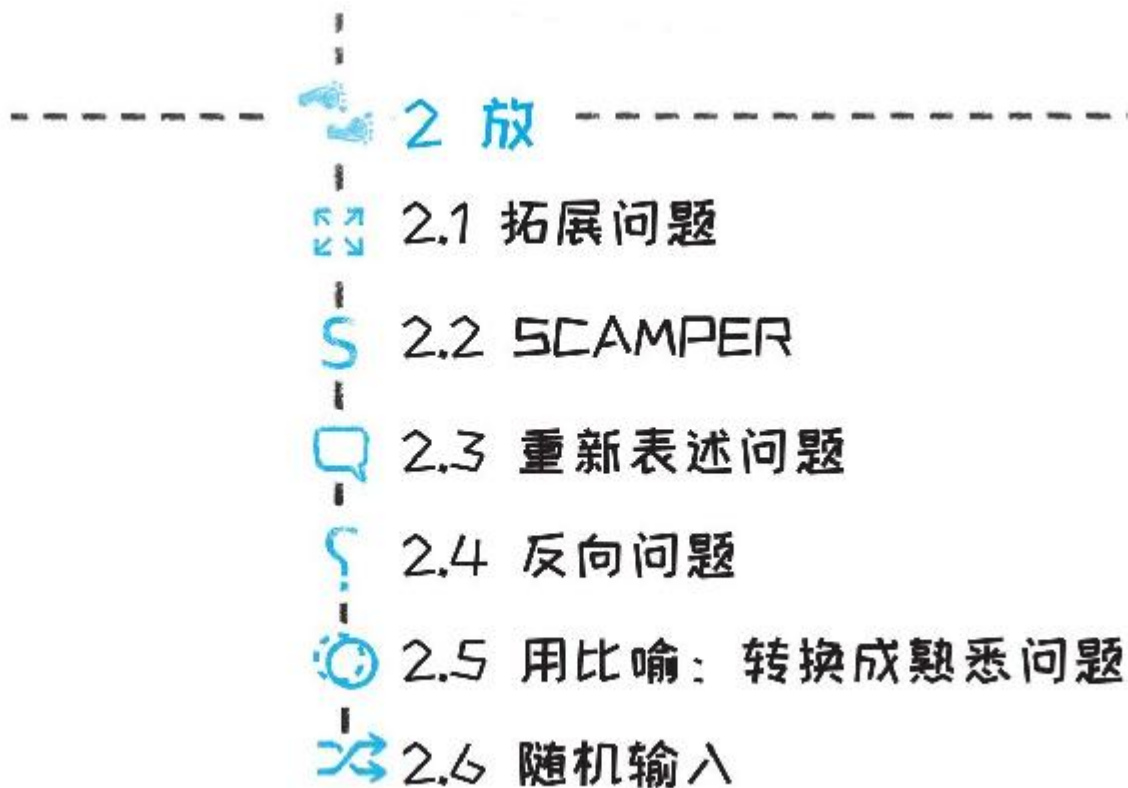 2 放
2.1 拓展问题
2.2 SCAMPER
2.3 重新表述问题
2.4 反向问题
2.5 用比喻：转换成熟悉问题
2.6 随机输入